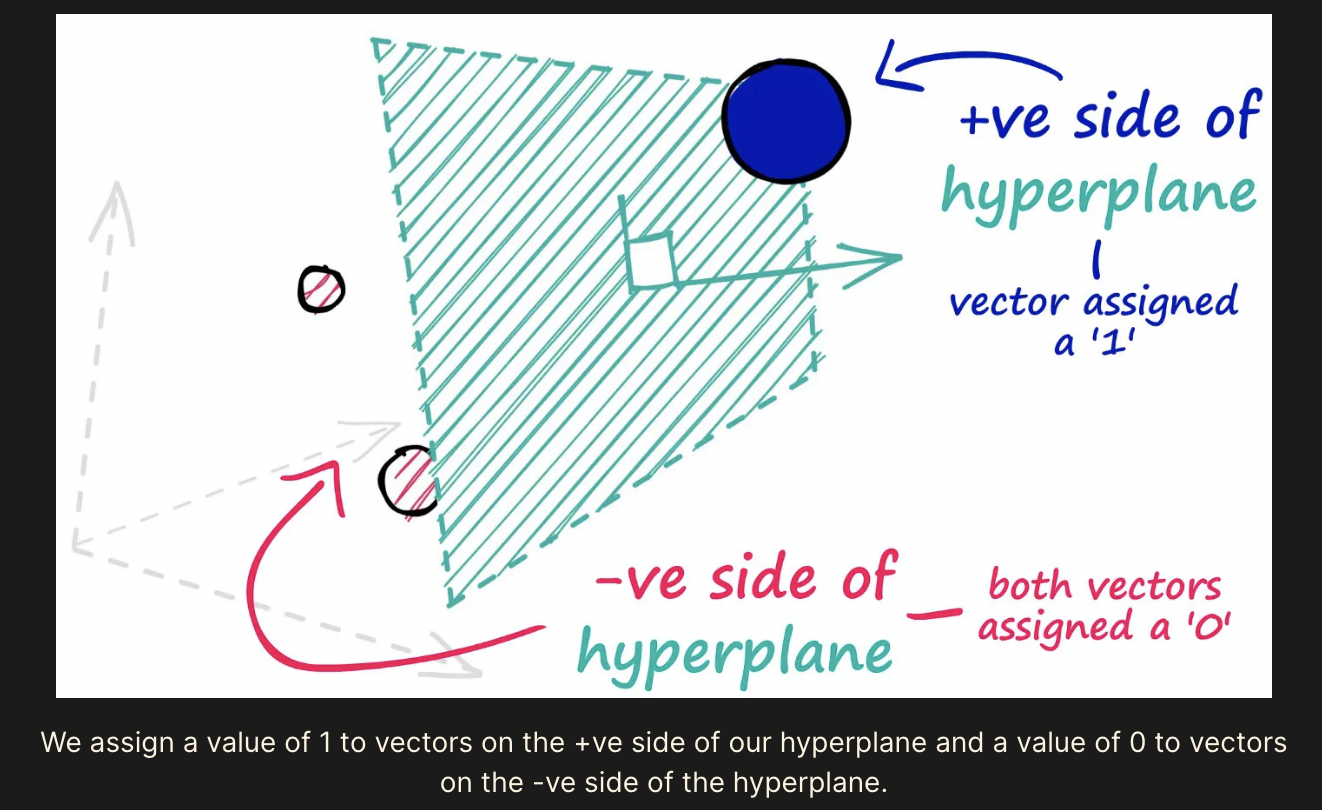 +ve side of
hyperplane
vector assigned
a '1'
-ve side of
hyperplane
both vectors
assigned a '0'
We assign a value of 1 to vectors on the +ve side of our hyperplane and a value of 0 to vectors
on the -ve side of the hyperplane.